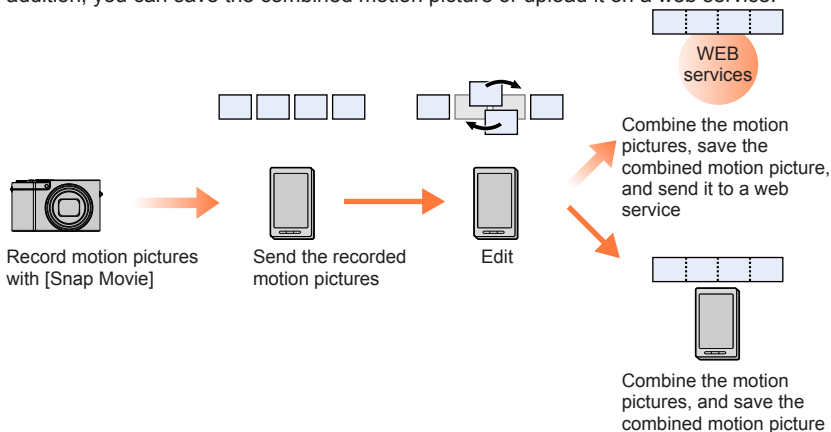 addition, you can save the combined motion picture or upload it on a web service.
WEB
services
Combine the motion
pictures, save the
combined motion picture,
and send it to a web
service
Record motion pictures
with [Snap Movie]
Send the recorded
motion pictures
Edit
Combine the motion
pictures, and save the
combined motion picture